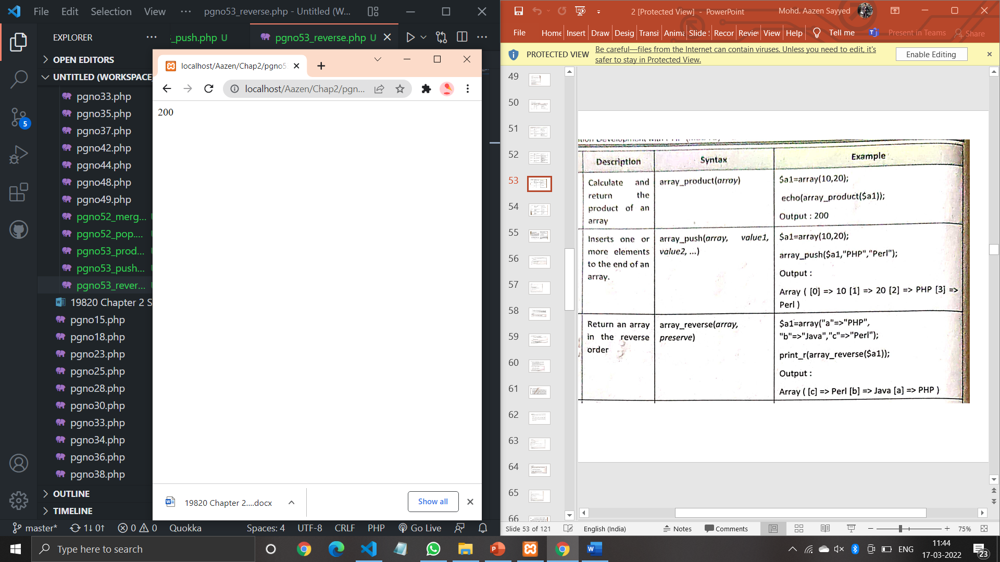 File Edit Selection View ··· pgno53_reverse.php - Untitled (W...
EXPLORER
_push.php U
pgno53_reverse.php U
OPEN EDITORS
UNTITLED (WORKSPACE)
pgno33.php
pgno35.php
pgno37.php
pgno42.php
pgno44.php
pgno48.php
pgno49.php
pgno52_merg...
pgno52_pop....
pgno53_prod...
pgno53_push...
pgno53_rever...
19820 Chapter 2 S
pgno15.php
pgno18.php
pgno23.php
pgno25.php
pgno28.php
pgno30.php
pgno33.php
pgno34.php
pgno36.php
pgno38.php
OUTLINE
TIMELINE
5
localhost/Aazen/Chap2/pgno5
localhost/Aazen/Chap2/pgn...
200
19820 Chapter 2....docx
Show all
master* 1↓ 0↑ 0 0 Quokka Spaces: 4 UTF-8 CRLF PHP Go Live
2 [Protected View] - PowerPoint Mohd. Aazen Sayyed
File Home Insert Draw Desig Transi Anima Slide Recor Review View Help Tell me Present in Teams Share
PROTECTED VIEW Be careful—files from the Internet can contain viruses. Unless you need to edit, it's
safer to stay in Protected View.
Enable Editing
49
50
51
52
53
54
55
56
57
58
59
60
61
62
63
64
65
66
Description Syntax Example
Calculate and
return the
product of an
array
array_product(array)
$a1=array(10,20);
echo(array_product($a1));
Output : 200
Inserts one or
more elements
to the end of an
array.
array_push(array, value1,
value2, ...)
$a1=array(10,20);
array_push($a1,"PHP","Perl");
Output :
Array ( [0] => 10 [1] => 20 [2] => PHP [3] =>
Perl )
Return an array
in the reverse
order
array_reverse(array,
preserve)
$a1=array("a"=>"PHP",
"b"=>"Java","c"=>"Perl");
print_r(array_reverse($a1));
Output :
Array ( [c] => Perl [b] => Java [a] => PHP )
Slide 53 of 121 English (India) Notes Comments 75%
Type here to search
ENG
11:44
17-03-2022
23